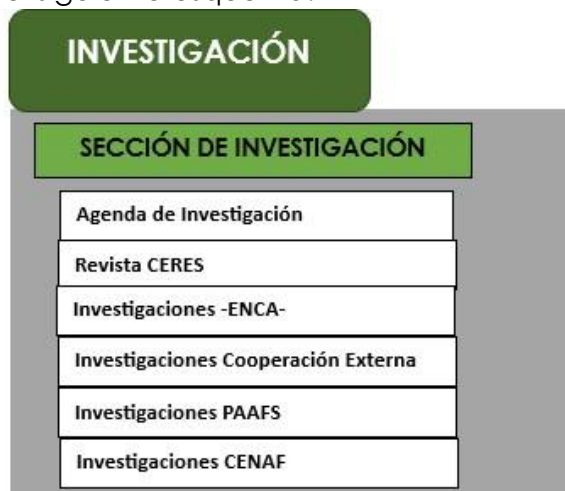 INVESTIGACIÓN
SECCIÓN DE INVESTIGACIÓN
Agenda de Investigación
Revista CERES
Investigaciones -ENCA-
Investigaciones Cooperación Externa
Investigaciones PAAFS
Investigaciones CENAF